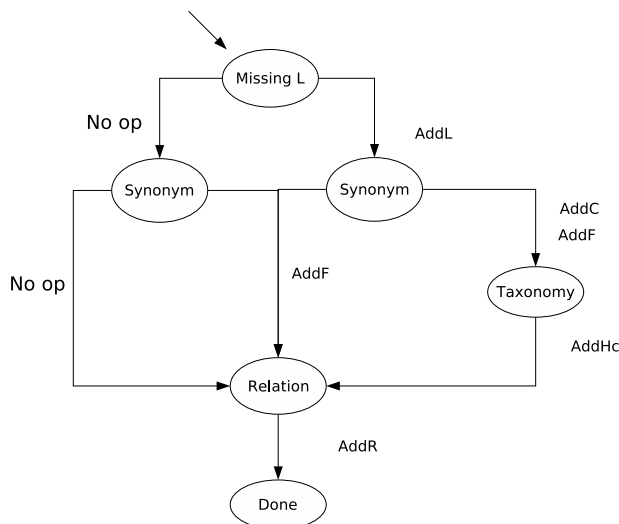 Missing L
No op
AddL
Synonym
Synonym
AddC
AddF
No op
AddF
Taxonomy
AddHc
Relation
AddR
Done